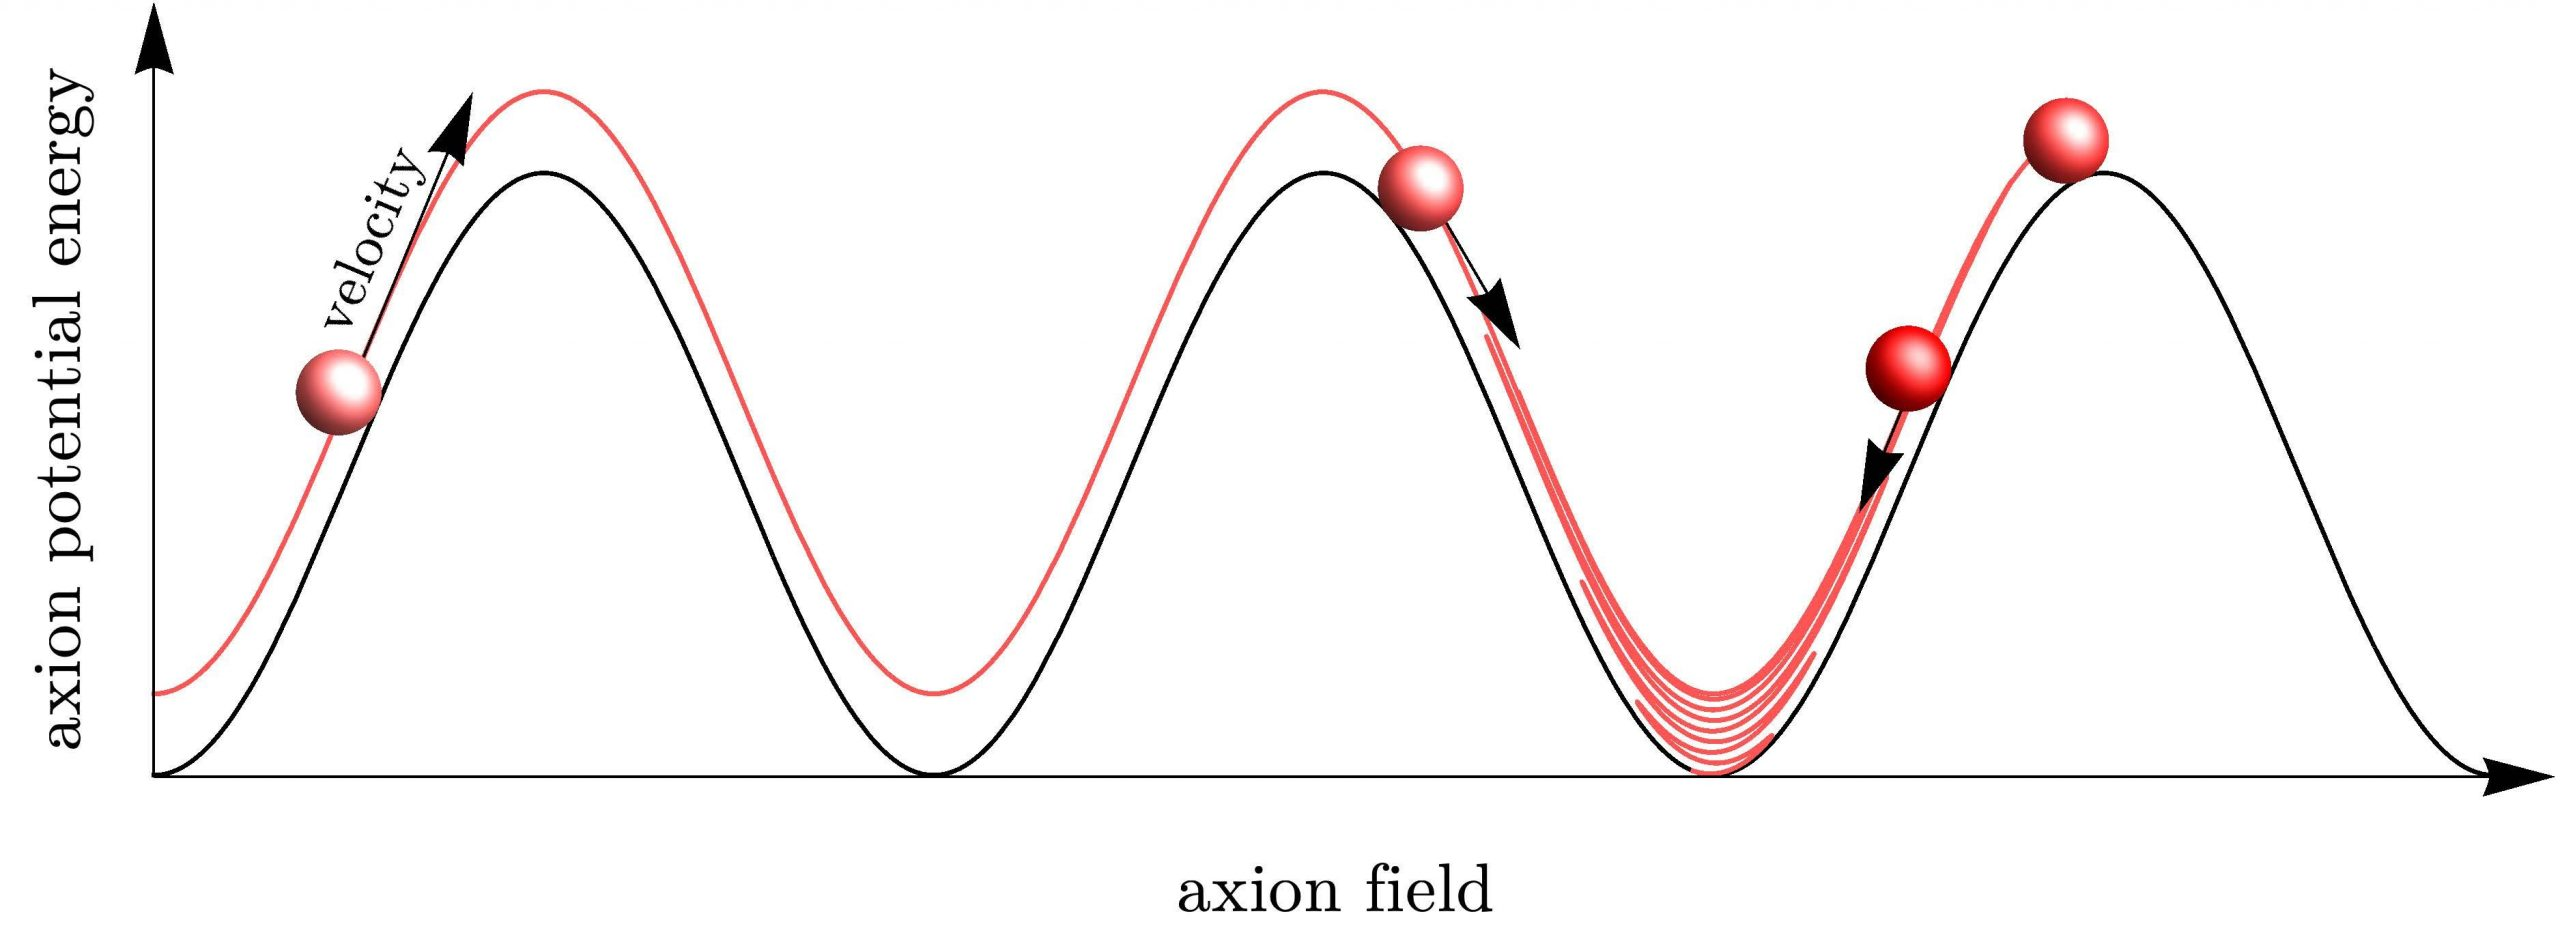 axion potential energy
velocity
axion field